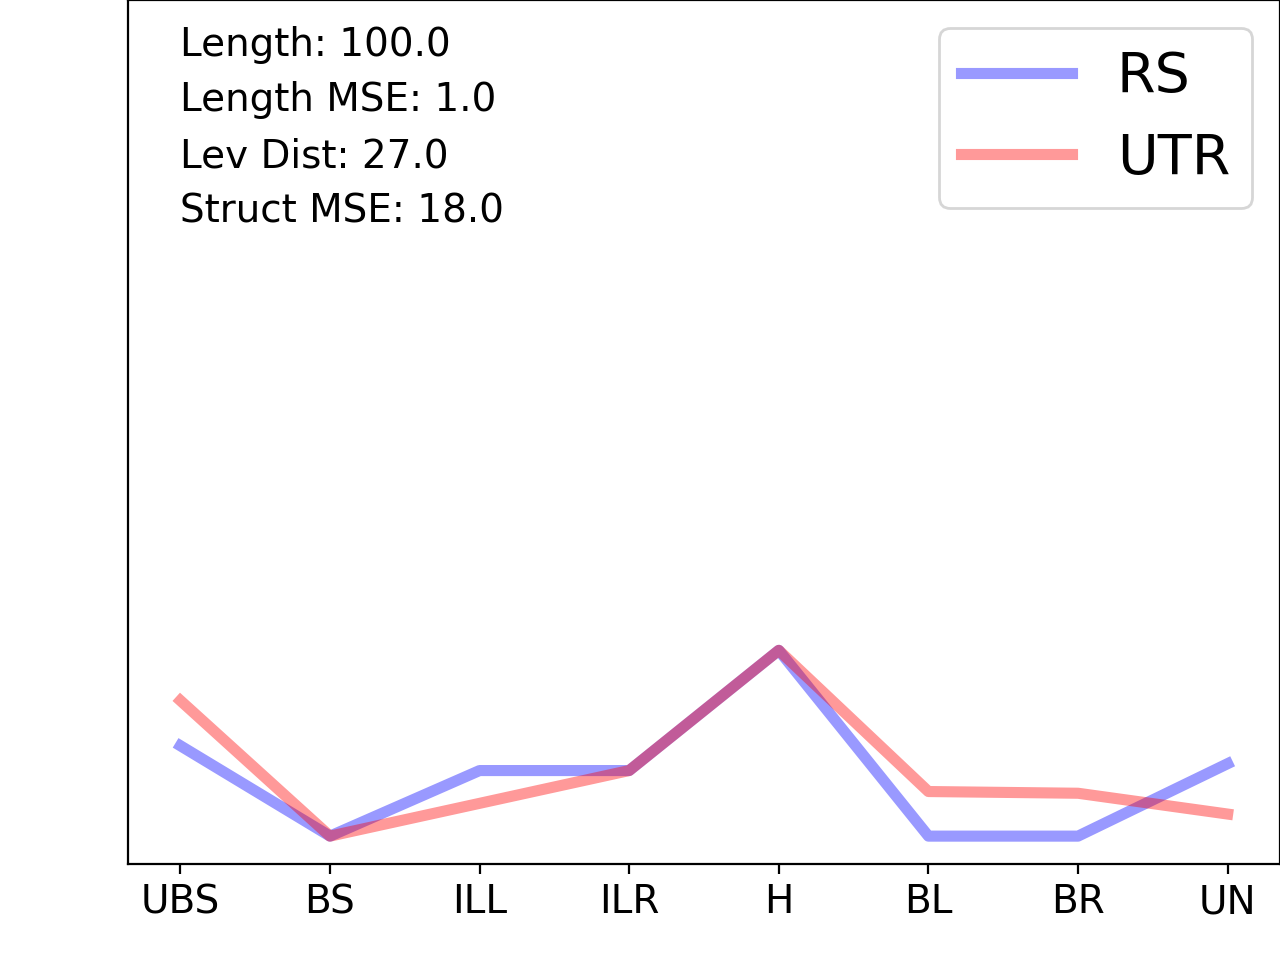 Length: 100.0
Length MSE: 1.0
Lev Dist: 27.0
Struct MSE: 18.0
RS
UTR
UBS BS ILL ILR H BL BR UN